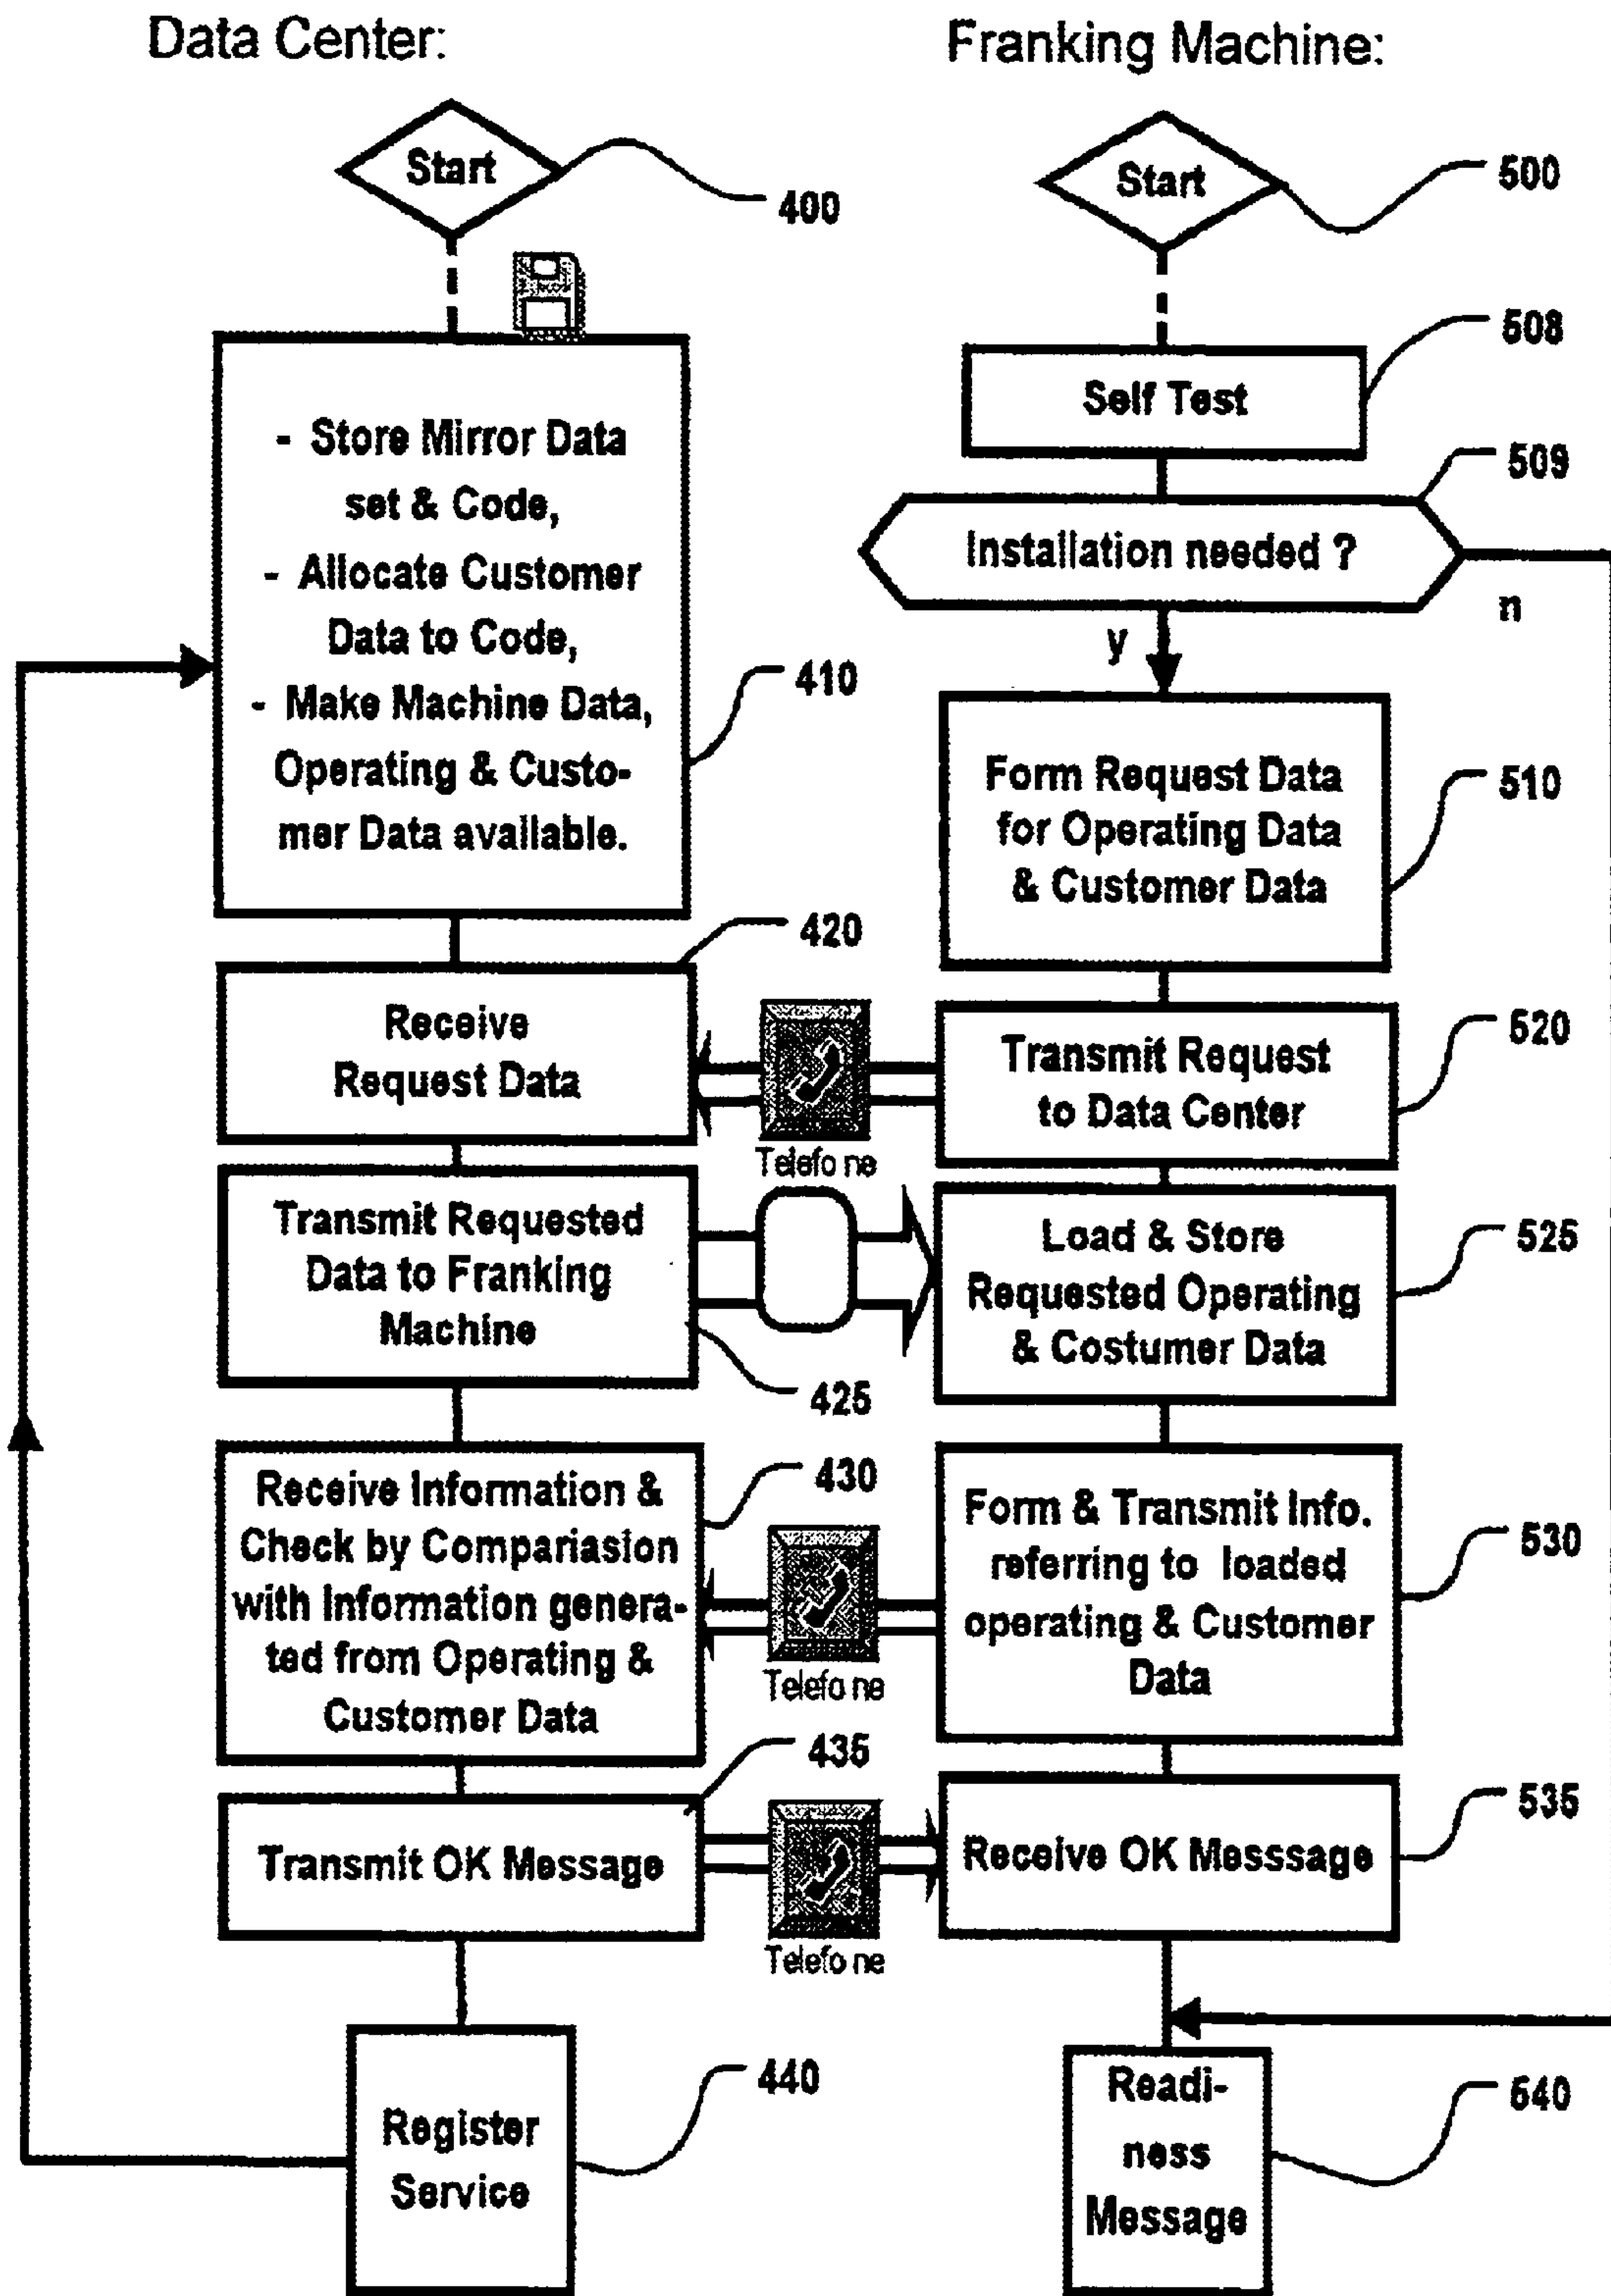 Data Center:
Franking Machine:
Start
400
- Store Mirror Data
set & Code,
- Allocate Customer
Data to Code,
- Make Machine Data,
Operating & Custo-
mer Data available.
410
Receive
Request Data
420
Transmit Requested
Data to Franking
Machine
425
Receive Information &
Check by Compariasion
with Information genera-
ted from Operating &
Customer Data
430
Transmit OK Message
435
Register
Service
440
Telefo ne
Telefo ne
Telefo ne
Start
500
Self Test
508
Installation needed ?
509
y
n
Form Request Data
for Operating Data
& Customer Data
510
Transmit Request
to Data Center
520
Load & Store
Requested Operating
& Costumer Data
525
Form & Transmit Info.
referring to loaded
operating & Customer
Data
530
Receive OK Messsage
535
Readi-
ness
Message
540